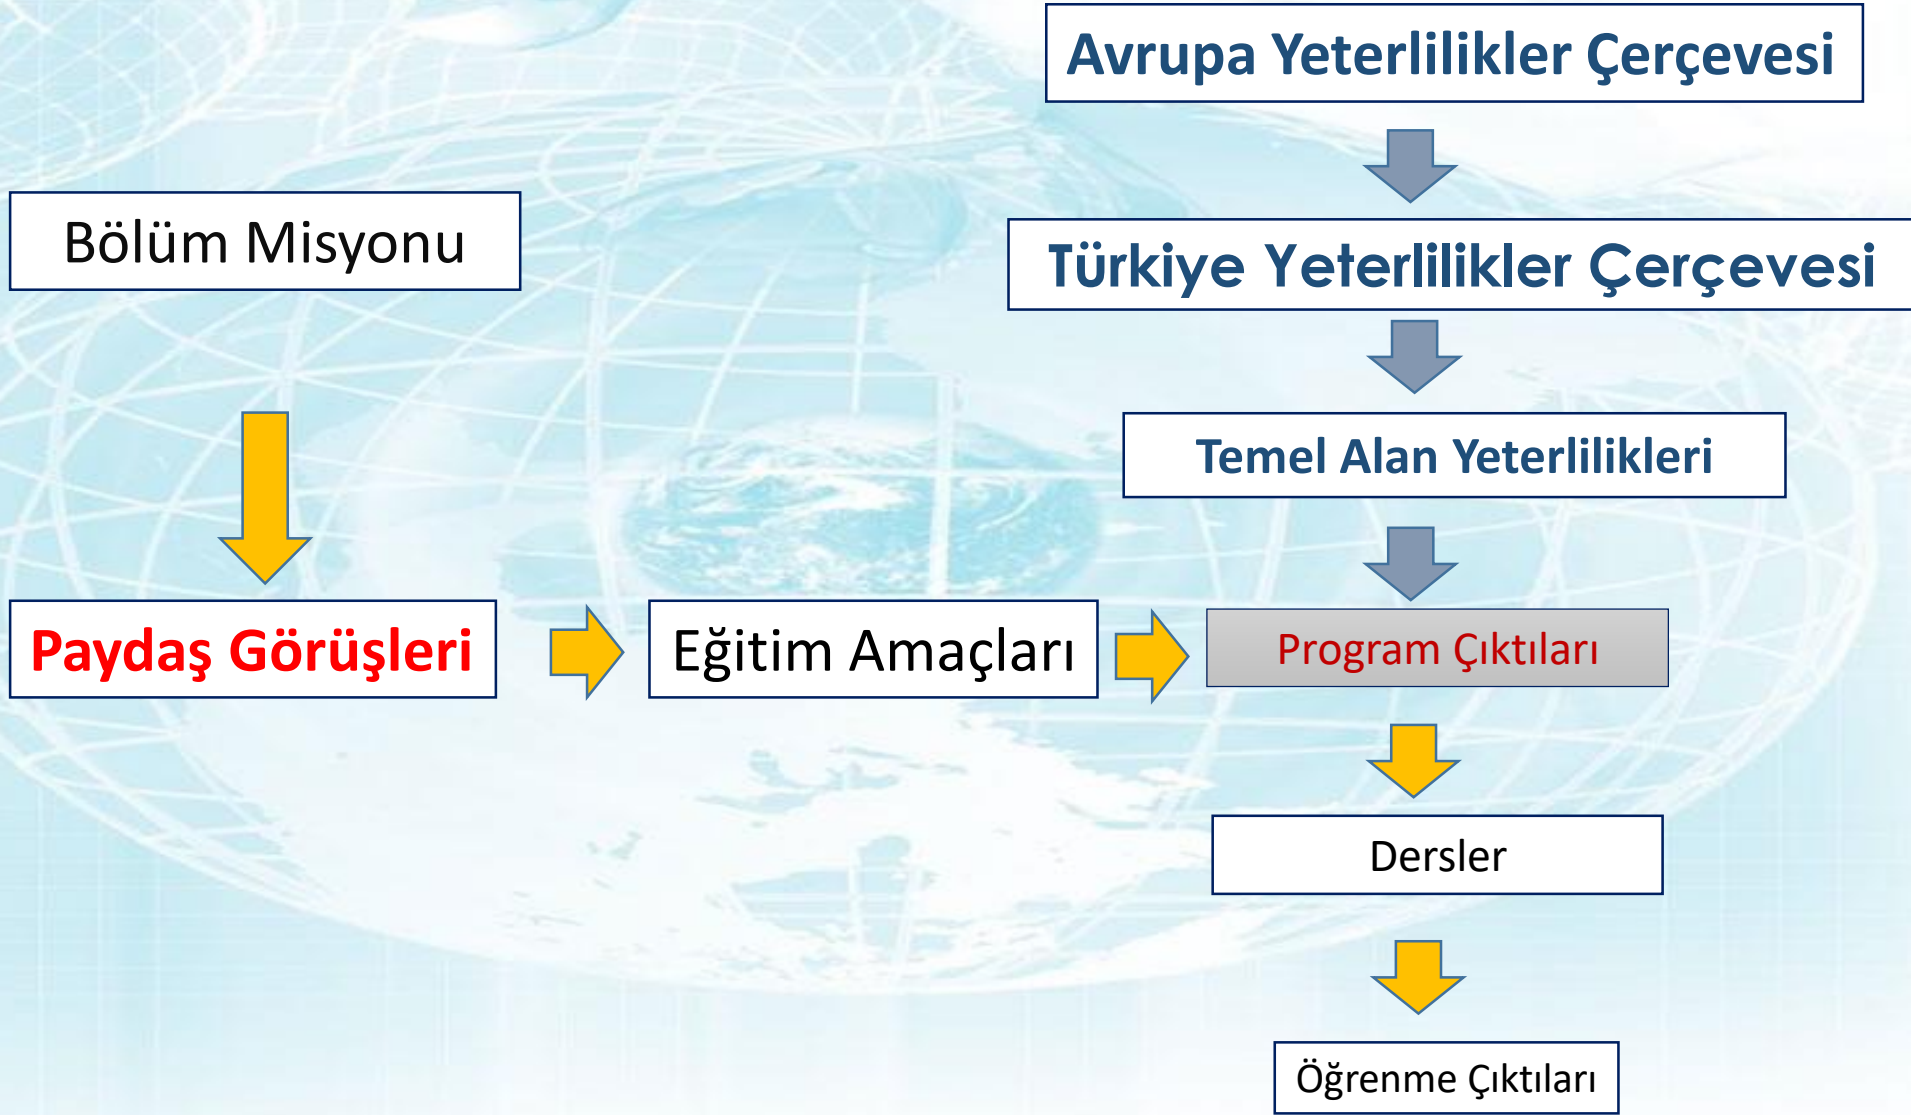 Avrupa Yeterlilikler Çerçevesi
Bölüm Misyonu
Türkiye Yeterlilikler Çerçevesi
Temel Alan Yeterlilikleri
Paydaş Görüşleri
Eğitim Amaçları
Program Çıktıları
Dersler
Öğrenme Çıktıları